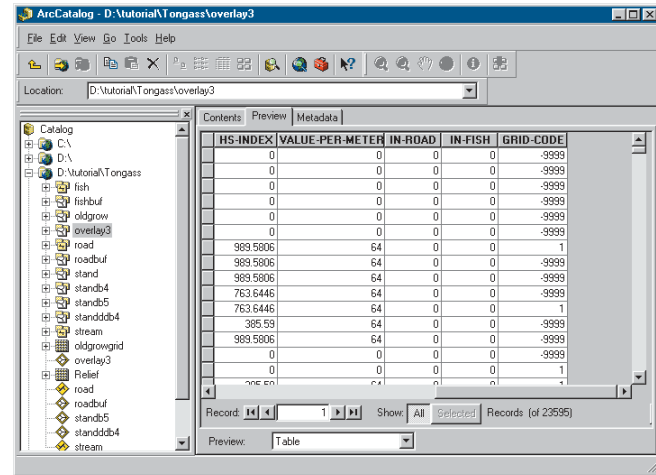 ArcCatalog - D:\tutorial\Tongass\overlay3
File Edit View Go Tools Help
Location: D:\tutorial\Tongass\overlay3
Catalog
C:\
D:\
D:\tutorial\Tongass
fish
fishbuf
oldgrow
overlay3
road
roadbuf
stand
standb4
standb5
standddb4
stream
oldgrowgrid
overlay3
Relief
road
roadbuf
standb5
standddb4
stream
Contents Preview Metadata
HS-INDEX VALUE-PER-METER IN-ROAD IN-FISH GRID-CODE
0 0 0 0 -9999
0 0 0 0 -9999
0 0 0 0 -9999
0 0 0 0 -9999
0 0 0 0 -9999
0 0 0 0 -9999
989.5806 64 0 0 1
989.5806 64 0 0 -9999
989.5806 64 0 0 -9999
763.6446 64 0 0 -9999
763.6446 64 0 0 1
385.59 64 0 0 -9999
989.5806 64 0 0 -9999
0 0 0 0 -9999
0 0 0 0 1
385.59 64 0 0 1
Record: 1 Show: All Selected Records (of 23595)
Preview: Table